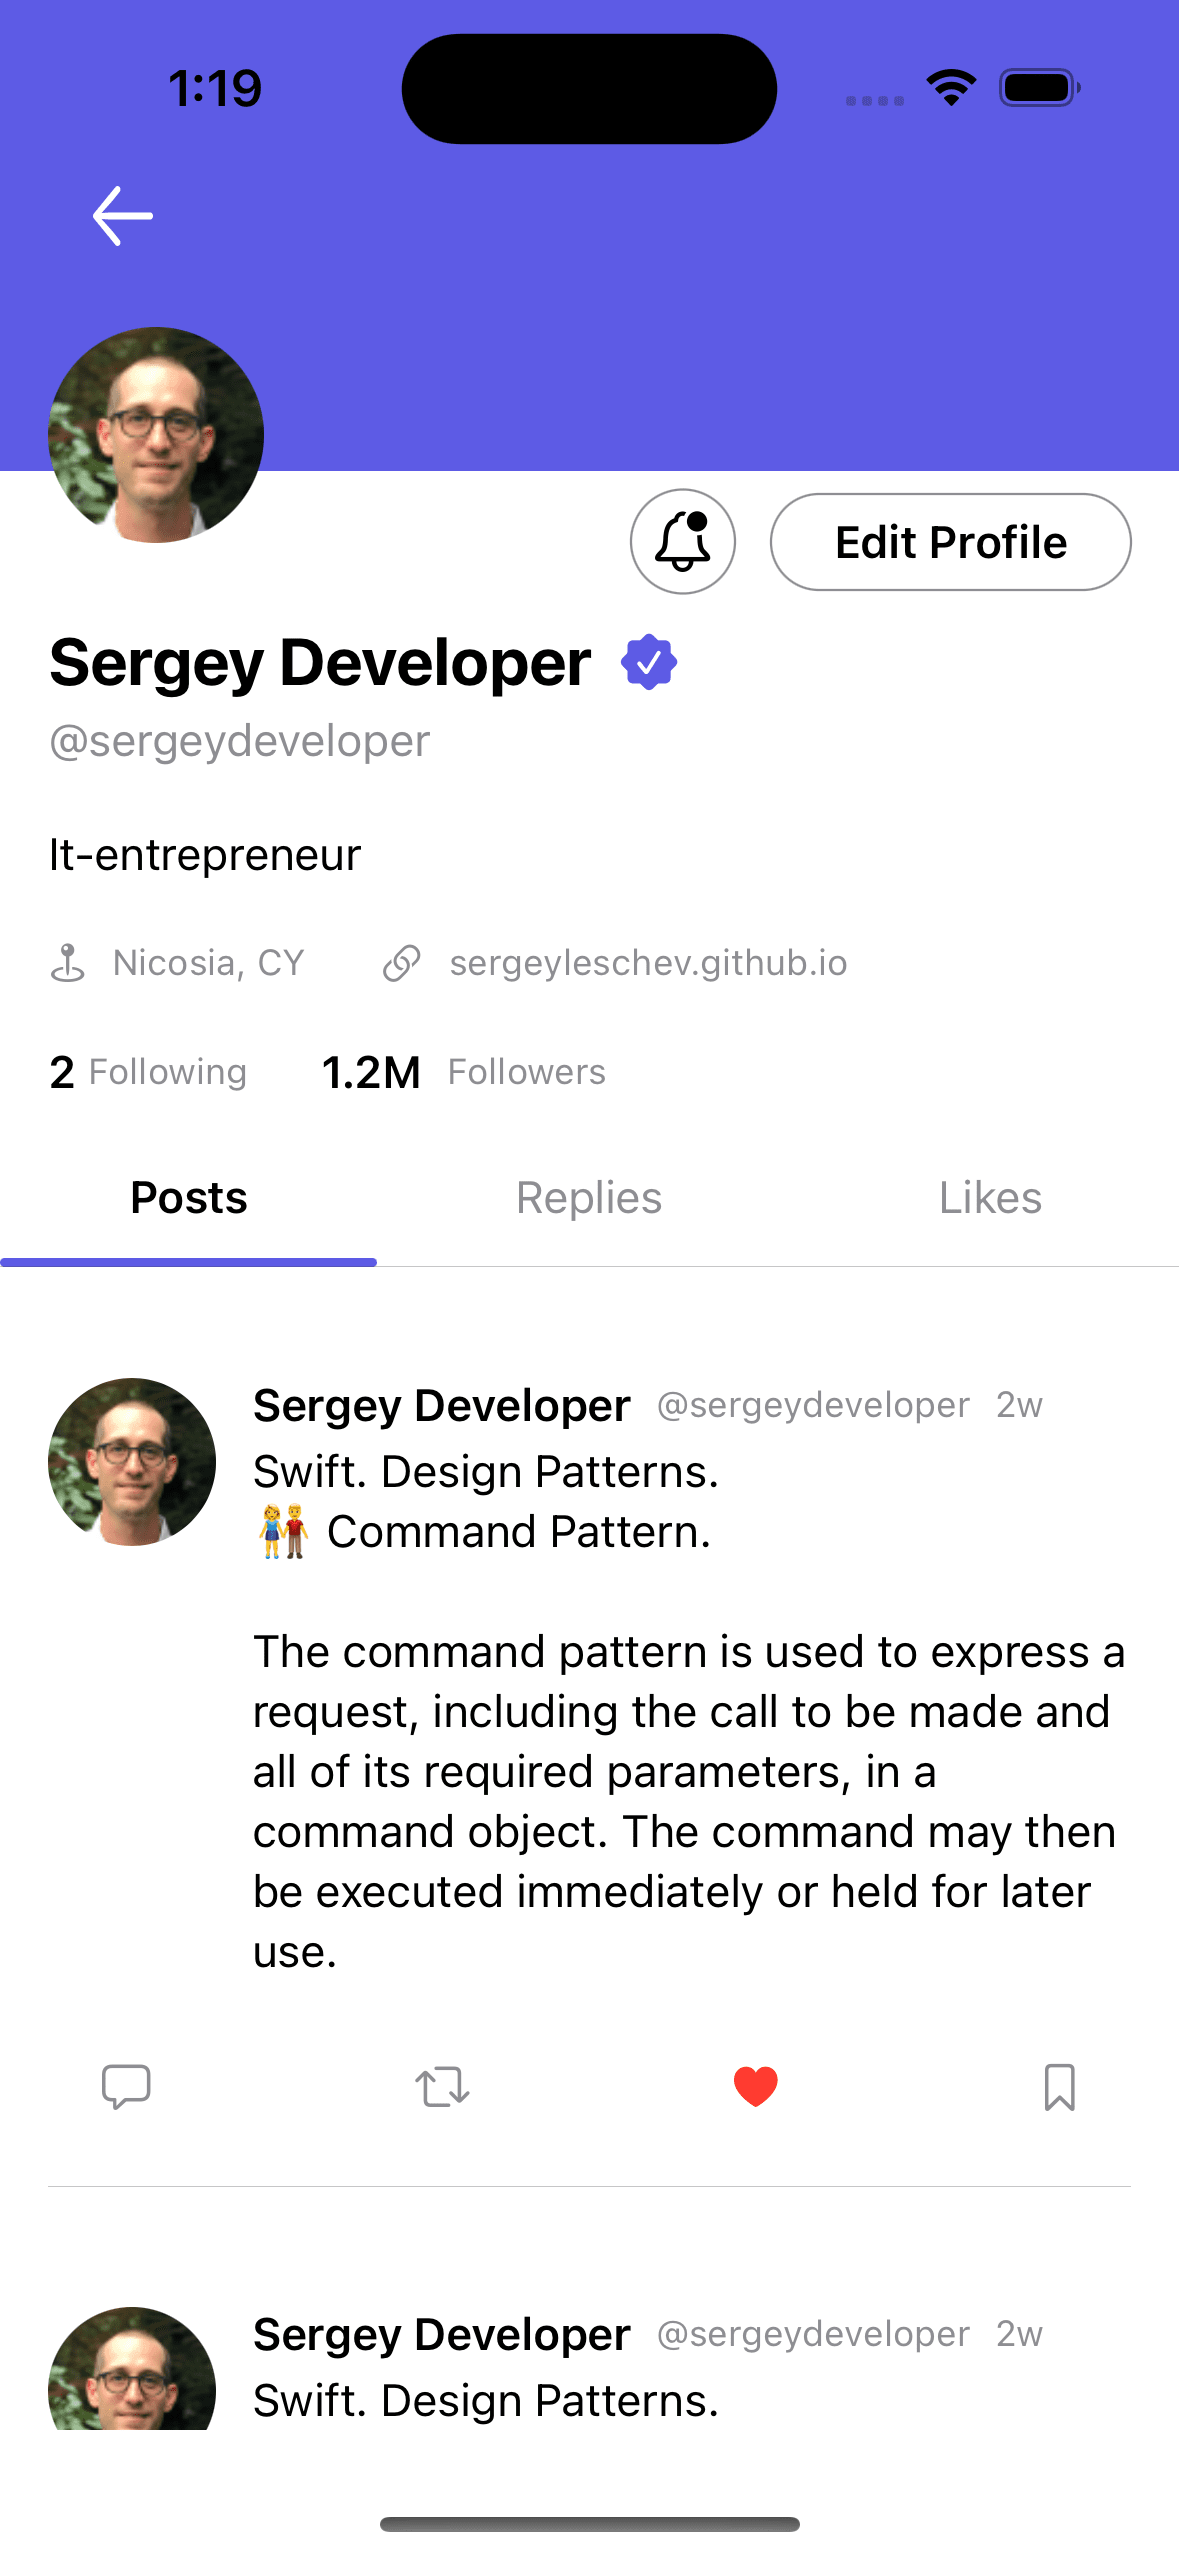 1:19
Edit Profile
Sergey Developer
@sergeydeveloper
It-entrepreneur
Nicosia, CY sergeyleschev.github.io
2 Following 1.2M Followers
Posts Replies Likes
Sergey Developer @sergeydeveloper 2w
Swift. Design Patterns.
👫 Command Pattern.
The command pattern is used to express a
request, including the call to be made and
all of its required parameters, in a
command object. The command may then
be executed immediately or held for later
use.
Sergey Developer @sergeydeveloper 2w
Swift. Design Patterns.